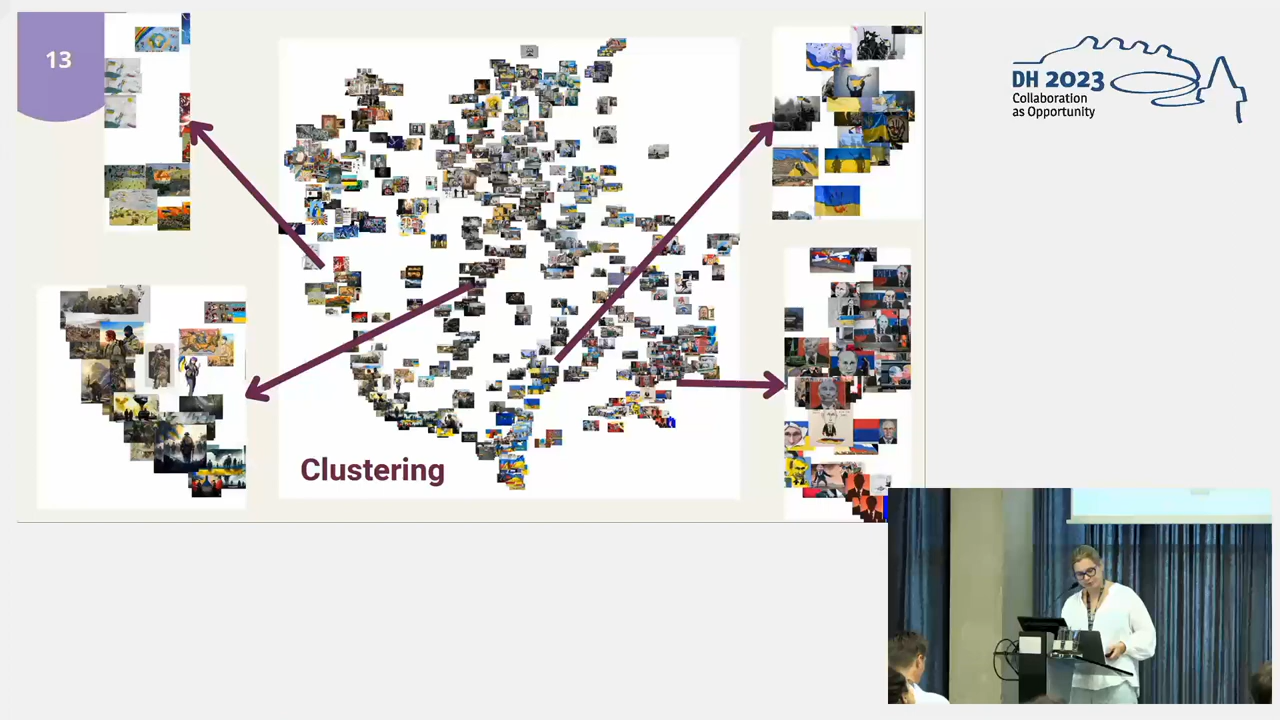 13
DH 2023
Collaboration
as Opportunity
Clustering